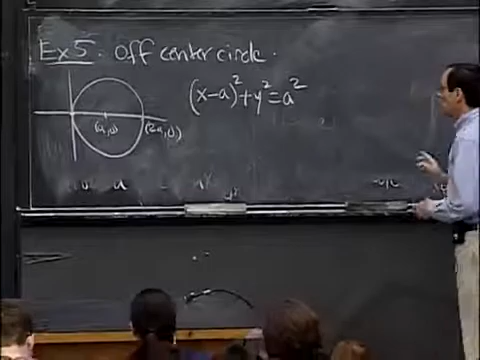 Ex 5: off center circle.
(x-a)²+y²=a²
(a,0)
(2a,0)